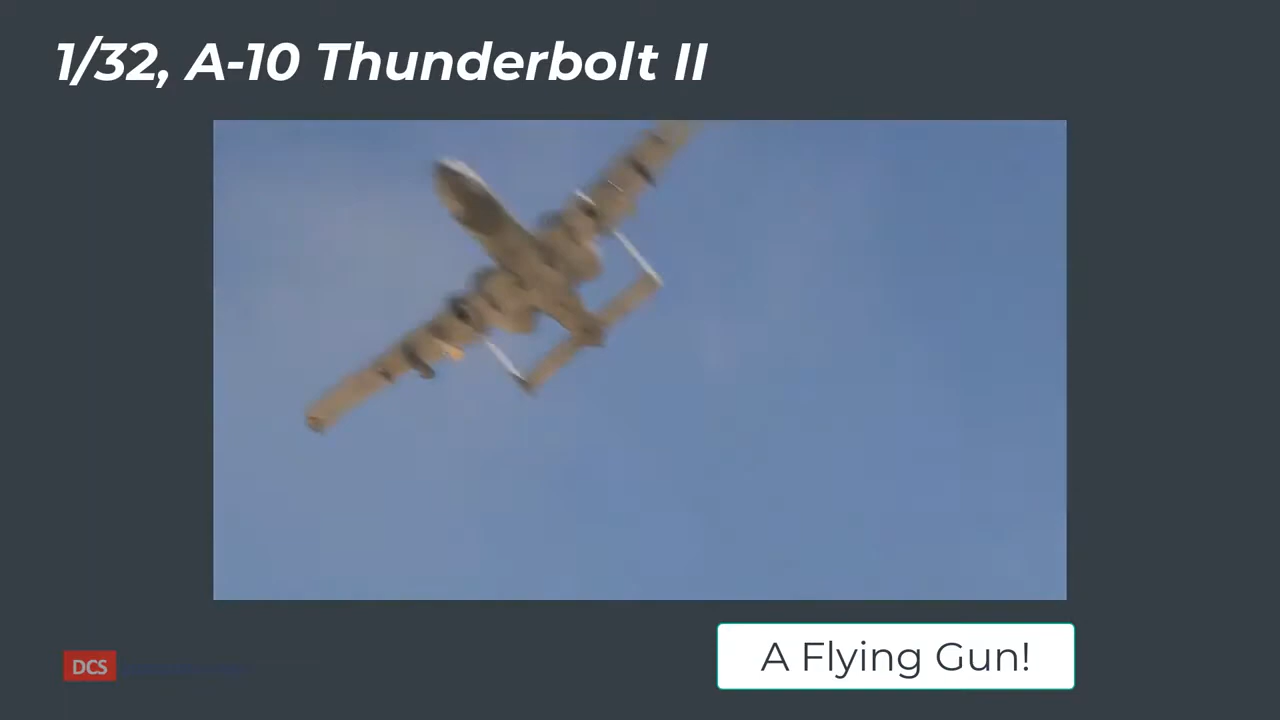 1/32, A-10 Thunderbolt II
A Flying Gun!
DCS